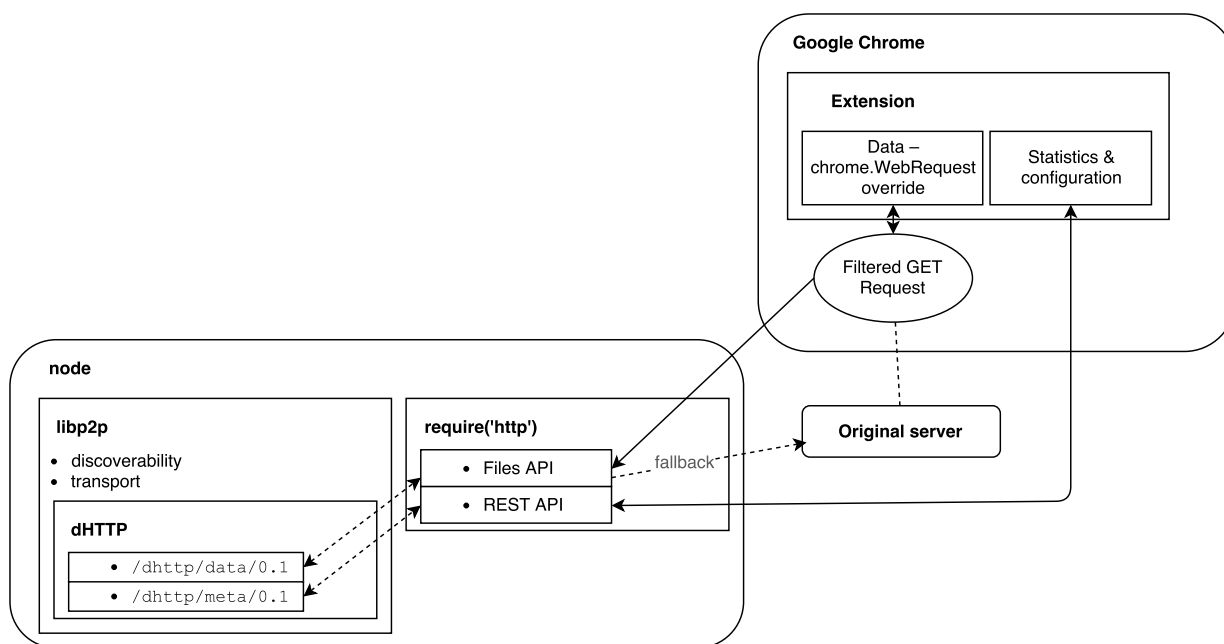 Google Chrome
Extension
Data –
chrome.WebRequest
override
Statistics &
configuration
Filtered GET
Request
node
libp2p
• discoverability
• transport
dHTTP
• /dhttp/data/0.1
• /dhttp/meta/0.1
require('http')
• Files API
• REST API
fallback
Original server